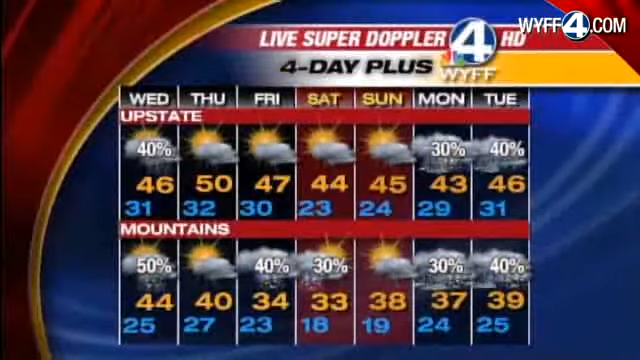 WYFF4.COM
LIVE SUPER DOPPLER 4 HD
4-DAY PLUS WYFF
WED THU FRI SAT SUN MON TUE
UPSTATE
40% 30% 40%
46 50 47 44 45 43 46
31 32 30 23 24 29 31
MOUNTAINS
50% 40% 30% 30% 40%
44 40 34 33 38 37 39
25 27 23 18 19 24 25